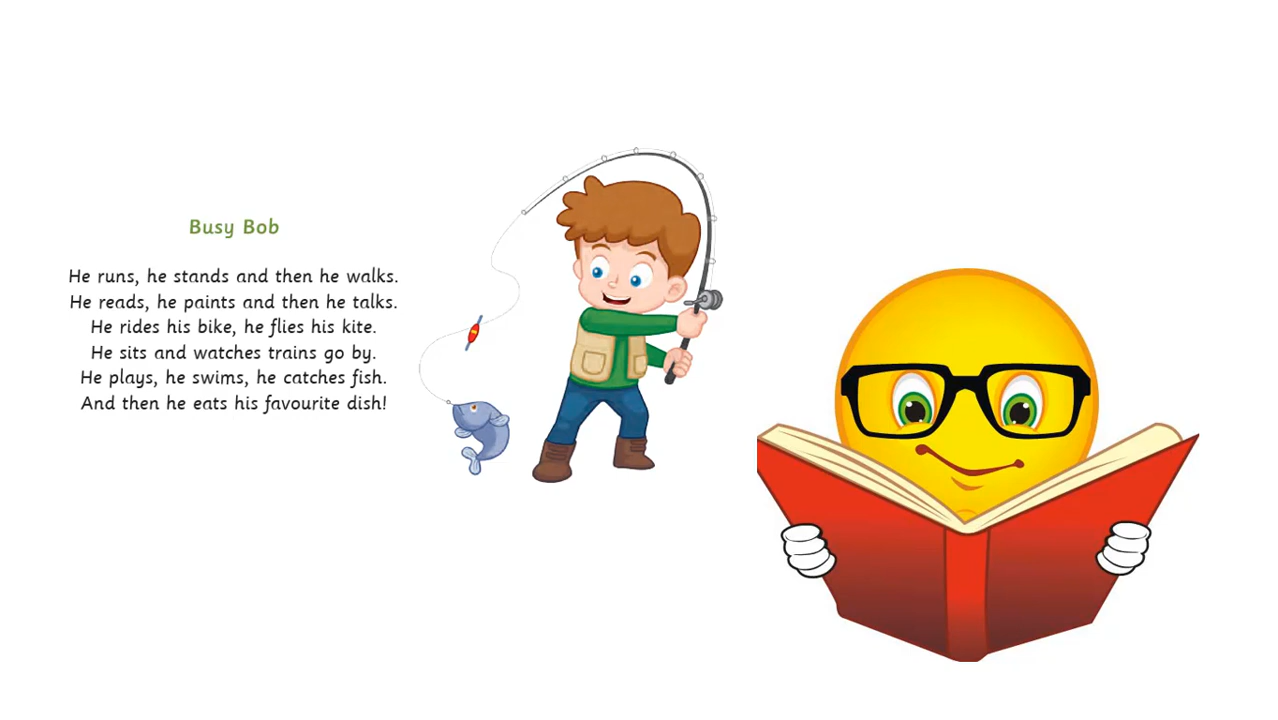 Busy Bob
He runs, he stands and then he walks.
He reads, he paints and then he talks.
He rides his bike, he flies his kite.
He sits and watches trains go by.
He plays, he swims, he catches fish.
And then he eats his favourite dish!